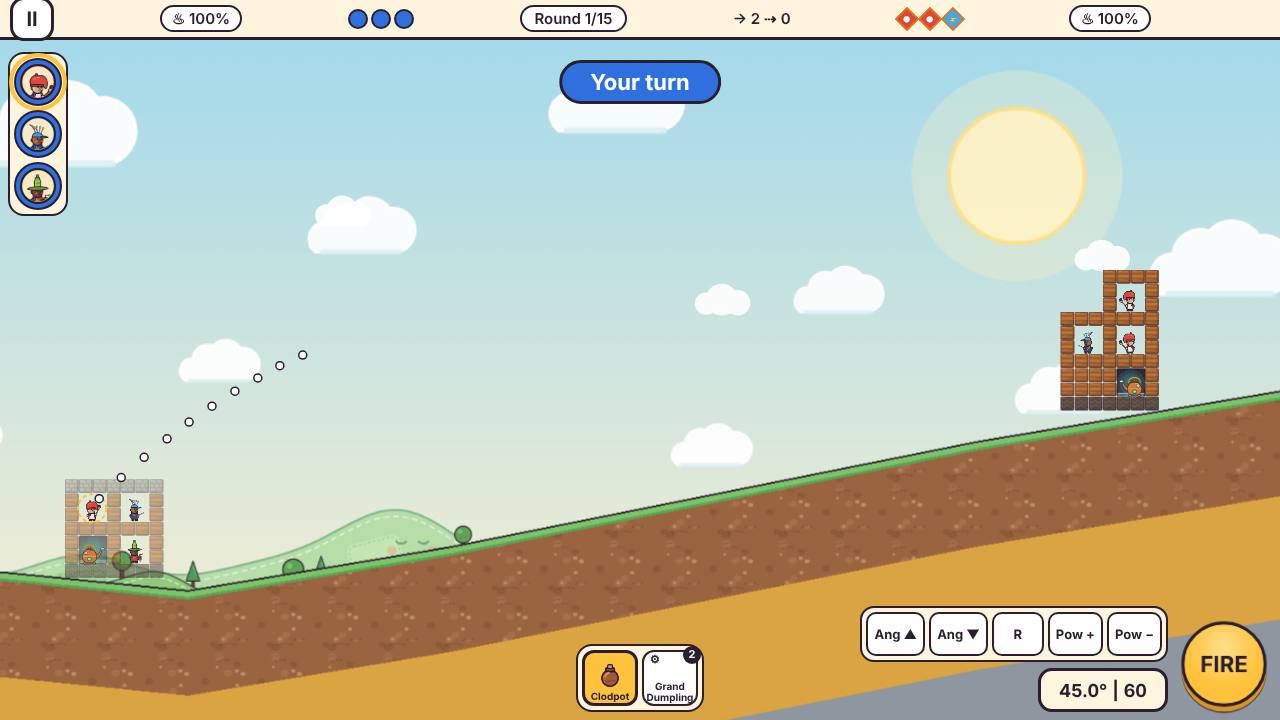 100%
Round 1/15
→ 2 ⇢ 0
100%
Your turn
Clodpot
2
Grand
Dumpling
Ang ▲
Ang ▼
R
Pow +
Pow −
45.0° | 60
FIRE